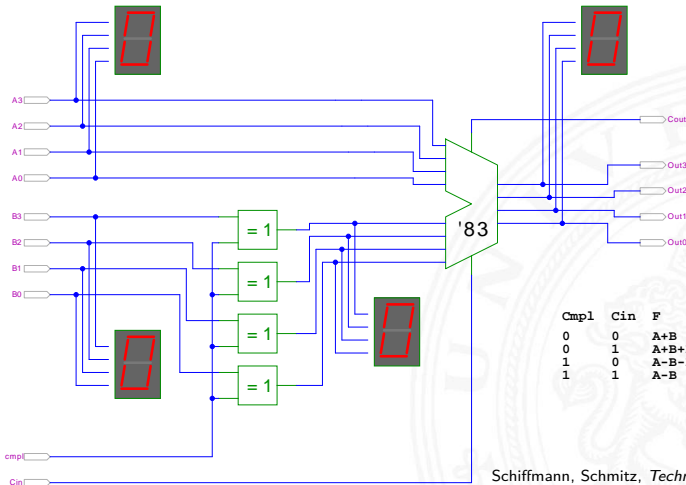 A3
A2
A1
A0
B3
B2
B1
B0
cmpl
Cin
= 1
= 1
= 1
= 1
'83
Cout
Out3
Out2
Out1
Out0
Cmpl Cin F
0 0 A+B
0 1 A+B+
1 0 A-B-
1 1 A-B
Schiffmann, Schmitz,